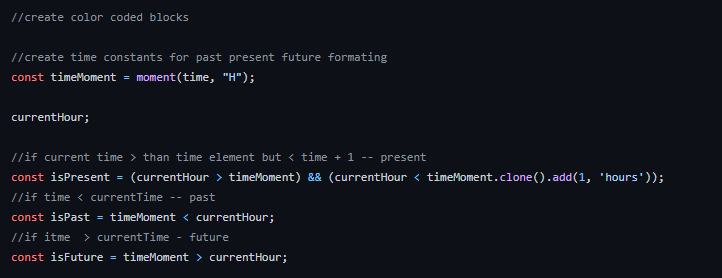 //create color coded blocks
//create time constants for past present future formating
const timeMoment = moment(time, "H");
currentHour;
//if current time > than time element but < time + 1 -- present
const isPresent = (currentHour > timeMoment) && (currentHour < timeMoment.clone().add(1, 'hours'));
//if time < currentTime -- past
const isPast = timeMoment < currentHour;
//if itme  > currentTime - future
const isFuture = timeMoment > currentHour;